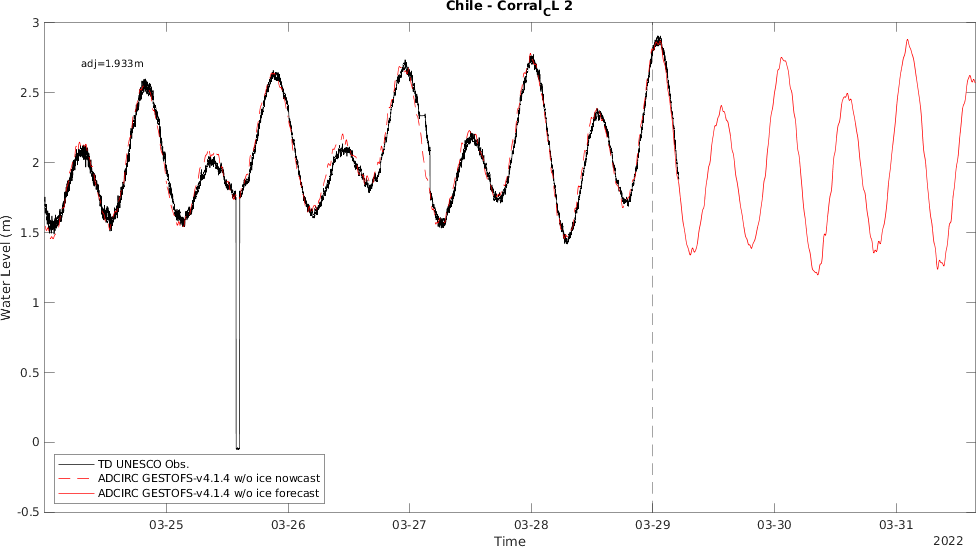 Chile - Corral_CL 2
adj=1.933m
Water Level (m)
3
2.5
2
1.5
1
0.5
0
-0.5
TD UNESCO Obs.
ADCIRC GESTOFS-v4.1.4 w/o ice nowcast
ADCIRC GESTOFS-v4.1.4 w/o ice forecast
03-25 03-26 03-27 03-28 03-29 03-30 03-31
Time
2022